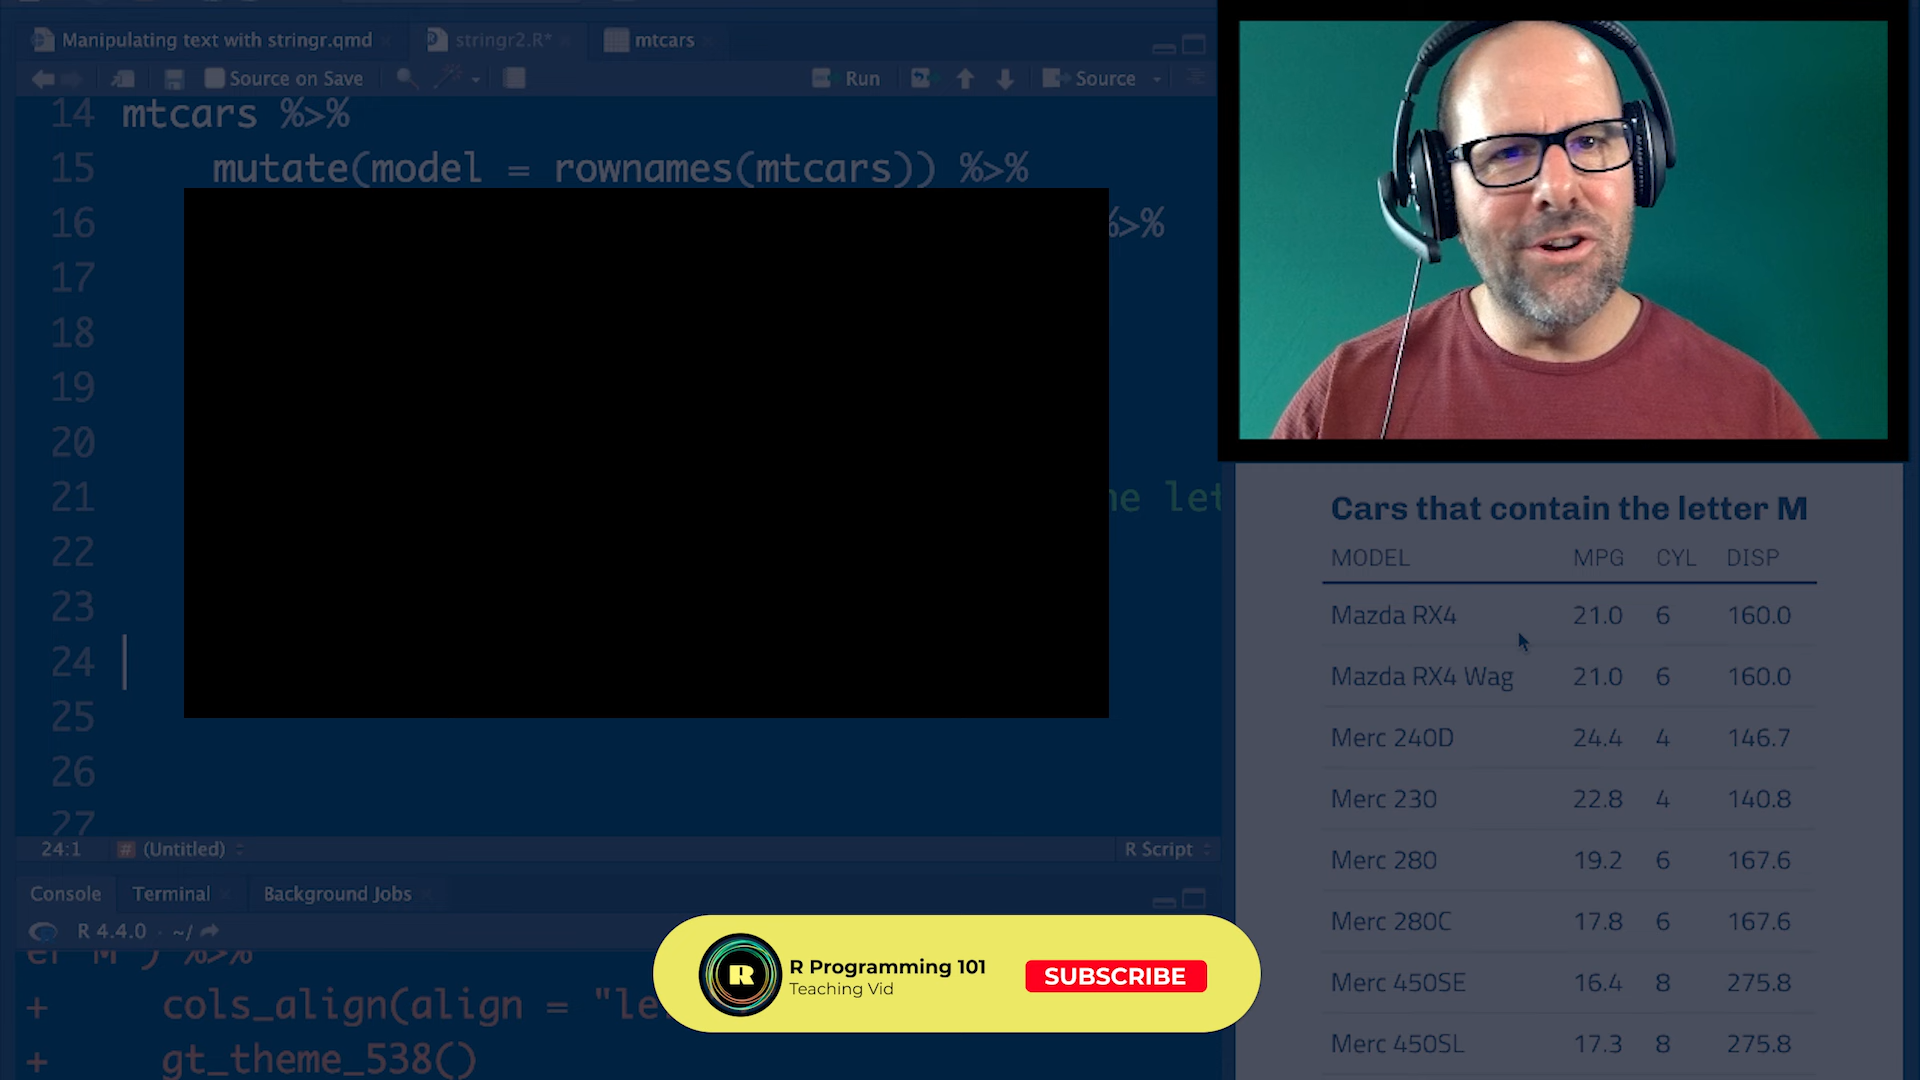 Manipulating text with stringr.qmd
stringr2.R*
mtcars
Source on Save
Run
Source
14 mtcars %>%
15 mutate(model = rownames(mtcars)) %>%
16 %>%
17
18
19
20
21 he let
22
23
24
25
26
27
24:1
# (Untitled)
R Script
Console
Terminal
Background Jobs
R 4.4.0 · ~/
er M") %>%
+ cols_align(align = "le
+ gt_theme_538()
Cars that contain the letter M
MODEL MPG CYL DISP
Mazda RX4 21.0 6 160.0
Mazda RX4 Wag 21.0 6 160.0
Merc 240D 24.4 4 146.7
Merc 230 22.8 4 140.8
Merc 280 19.2 6 167.6
Merc 280C 17.8 6 167.6
Merc 450SE 16.4 8 275.8
Merc 450SL 17.3 8 275.8
R
R Programming 101
Teaching Vid
SUBSCRIBE